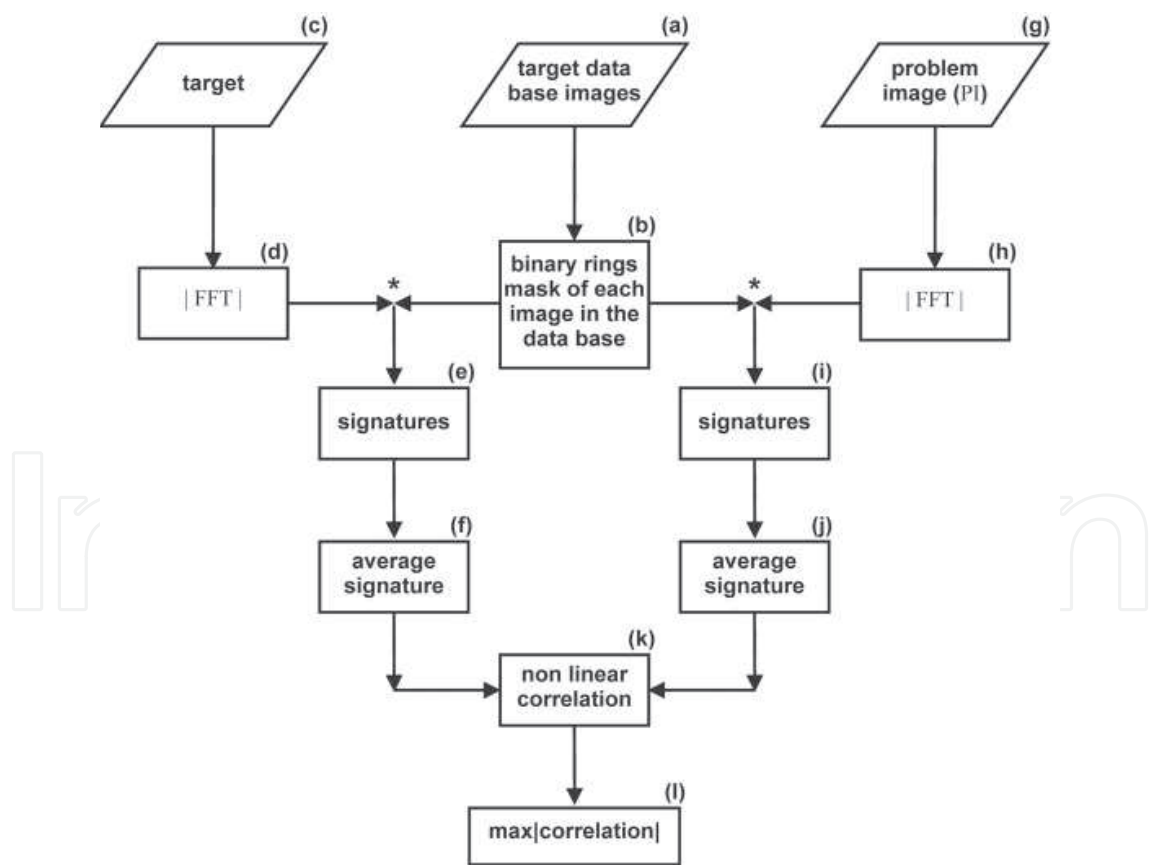 (c)
target
(a)
target data
base images
(g)
problem
image (PI)
(d)
| FFT |
*
(b)
binary rings
mask of each
image in the
data base
*
(h)
| FFT |
(e)
signatures
(i)
signatures
(f)
average
signature
(j)
average
signature
(k)
non linear
correlation
(l)
max|correlation|